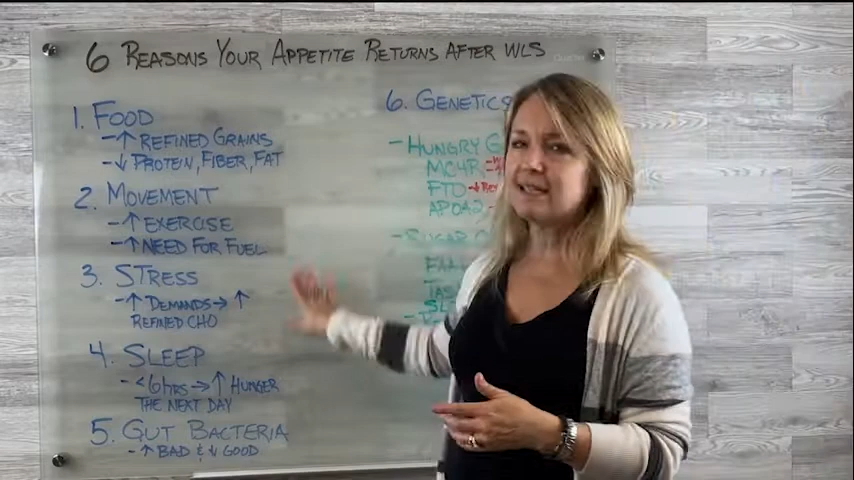 6 REASONS YOUR APPETITE RETURNS AFTER WLS
1. FOOD
-↑ REFINED GRAINS
-↓ PROTEIN, FIBER, FAT
2. MOVEMENT
-↑ EXERCISE
-↑ NEED FOR FUEL
3. STRESS
-↑ DEMANDS→ ↑
REFINED CHO
4. SLEEP
- <6 HRS → ↑ HUNGER
THE NEXT DAY
5. GUT BACTERIA
-↑ BAD & ↓ GOOD
6. GENETICS
- HUNGRY G
MC4R -
FTO -↓
APOA2 -
- SUGAR